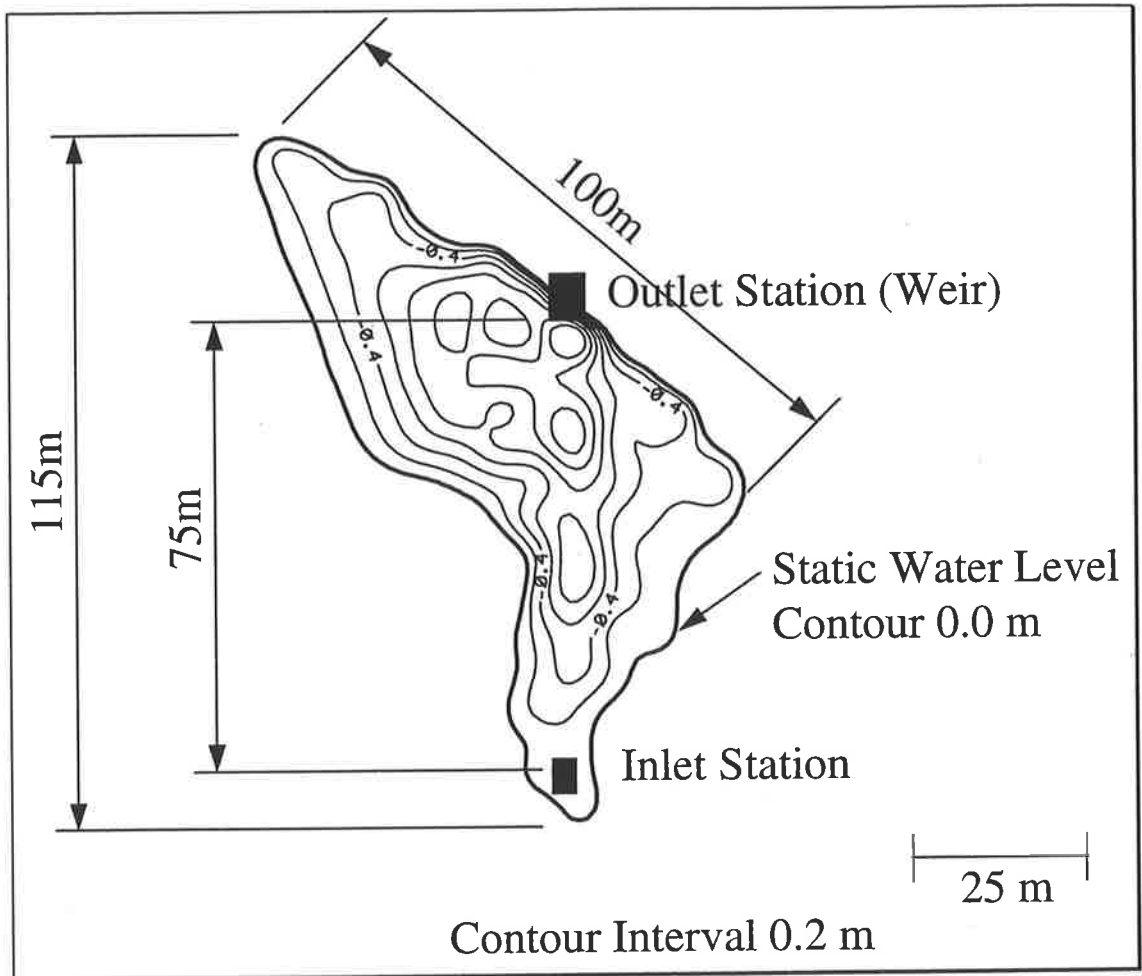 100m
-0.4
Outlet Station (Weir)
-0.4
-0.4
115m
75m
-0.4
Static Water Level
Contour 0.0 m
-0.4
Inlet Station
25 m
Contour Interval 0.2 m